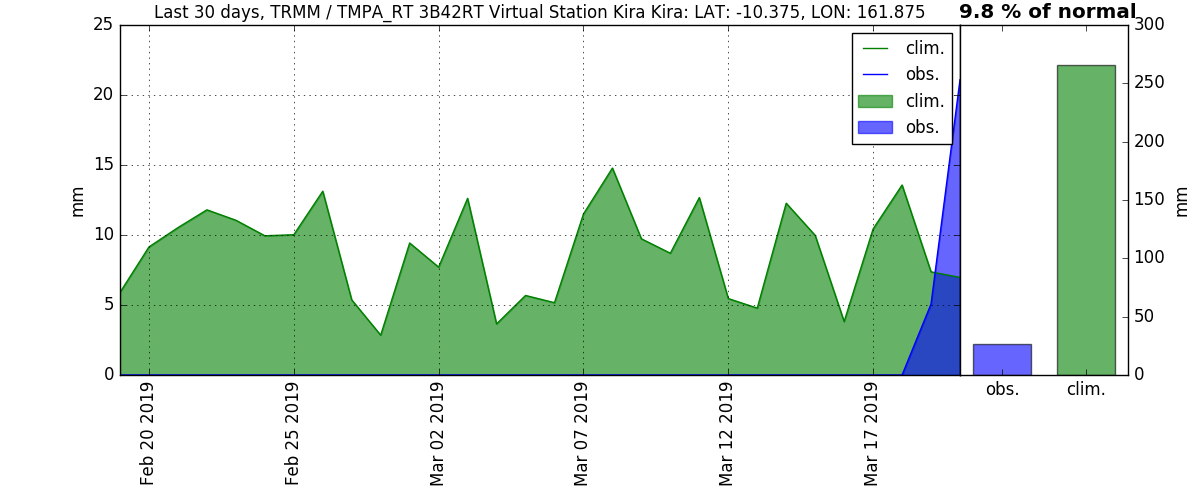 Last 30 days, TRMM / TMPA_RT 3B42RT Virtual Station Kira Kira: LAT: -10.375, LON: 161.875
9.8 % of normal
25
20
15
10
5
0
mm
clim.
obs.
clim.
obs.
300
250
200
150
100
50
0
mm
Feb 20 2019
Feb 25 2019
Mar 02 2019
Mar 07 2019
Mar 12 2019
Mar 17 2019
obs.
clim.